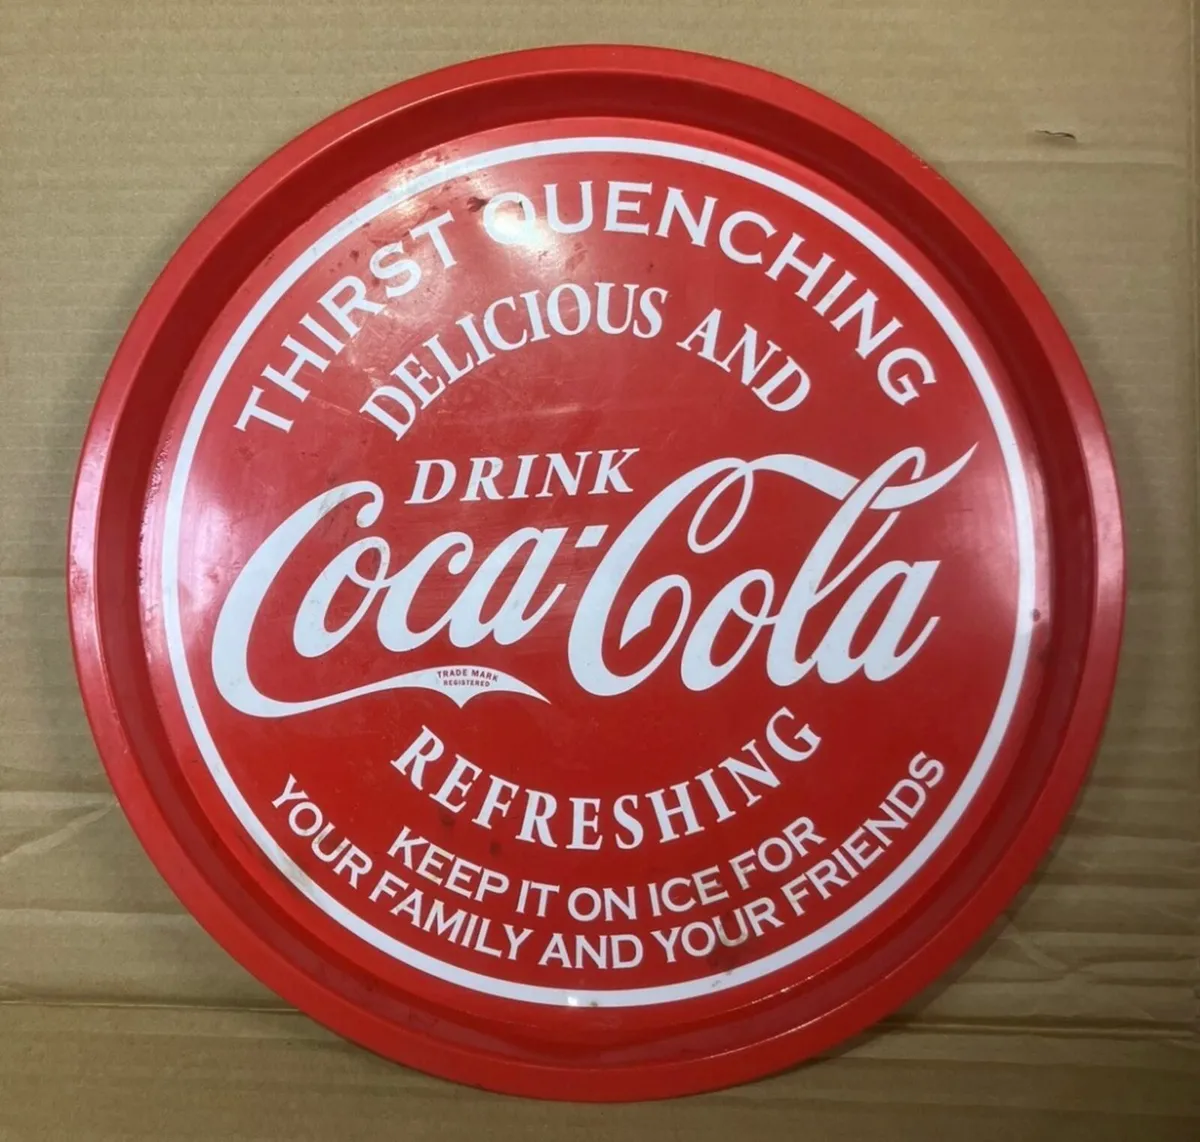 THIRST QUENCHING
DELICIOUS AND
DRINK
Coca-Cola
TRADE MARK
REGISTERED
REFRESHING
KEEP IT ON ICE FOR
YOUR FAMILY AND YOUR FRIENDS